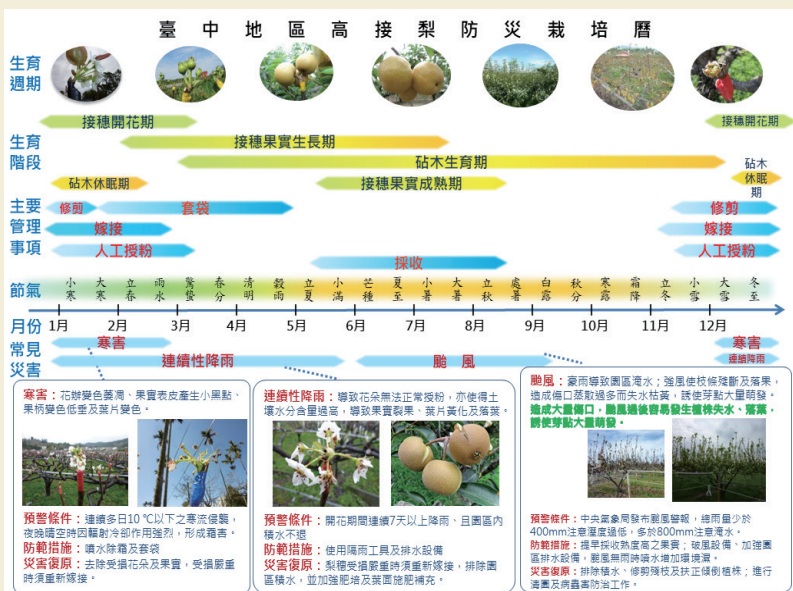 臺中地區高接梨防災栽培曆
生育
週期
接穗開花期
接穗開花期
生育
階段
接穗果實生長期
砧木生育期
砧木休眠期
接穗果實成熟期
砧木
休眠
期
主要
管理
事項
修剪
套袋
修剪
嫁接
嫁接
人工授粉
人工授粉
採收
節氣
小寒 大寒 立春 雨水 驚蟄 春分 清明 穀雨 立夏 小滿 芒種 夏至 小暑 大暑 立秋 處暑 白露 秋分 寒露 霜降 立冬 小雪 大雪 冬至
月份
1月 2月 3月 4月 5月 6月 7月 8月 9月 10月 11月 12月
常見
災害
寒害
寒害
連續性降雨
颱風
連續降雨
寒害：花瓣變色萎凋、果實表皮產生小黑點、
果柄變色低垂及葉片變色。
預警條件：連續多日10 ℃以下之寒流侵襲，
夜晚晴空時因輻射冷卻作用強烈，形成霜害。
防範措施：噴水除霜及套袋
災害復原：去除受損花朵及果實，受損嚴重
時須重新嫁接。
連續性降雨：導致花朵無法正常授粉，亦使得土
壤水分含量過高，導致果實裂果、葉片黃化及落葉。
預警條件：開花期間連續7天以上降雨、且園區內
積水不退
防範措施：使用隔雨工具及排水設備
災害復原：梨穗受損嚴重時須重新嫁接，排除園
區積水，並加強肥培及葉面施肥補充。
颱風：豪雨導致園區淹水；強風使枝條殘斷及落果，
造成傷口蒸散過多而失水枯黃，誘使芽點大量萌發。
造成大量傷口，颱風過後容易發生植株失水、落葉，
誘使芽點大量萌發。
預警條件：中央氣象局發布颱風警報，總雨量少於
400mm注意溼度過低，多於800mm注意淹水。
防範措施：提早採收熟度高之果實；破風設備、加強園
區排水設備，颱風無雨時噴水增加環境濕。
災害復原：排除積水、修剪殘枝及扶正傾倒植株；進行
清園及病蟲害防治工作。